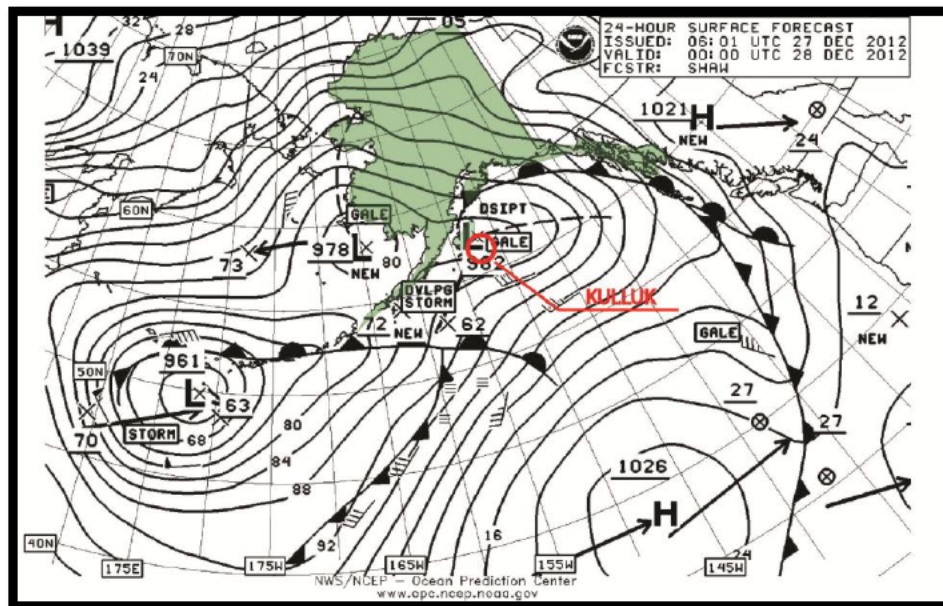 24-HOUR SURFACE FORECAST
ISSUED: 06:01 UTC 27 DEC 2012
VALID: 00:00 UTC 28 DEC 2012
FCSTR: SHAW
H
1039
32
28
05
24
70N
1021 H
NEW
24
60N
GALE
DSIPT
L
GALE
978 L
NEW
80
73
KULLUK
DVLPG
STORM
72
NEW
62
12
NEW
GALE
961
50N
L
63
70
STORM
68
80
84
88
92
27
27
1026
H
16
24
40N
175E
175W
165W
155W
145W
NWS/NCEP – Ocean Prediction Center
www.opc.ncep.noaa.gov